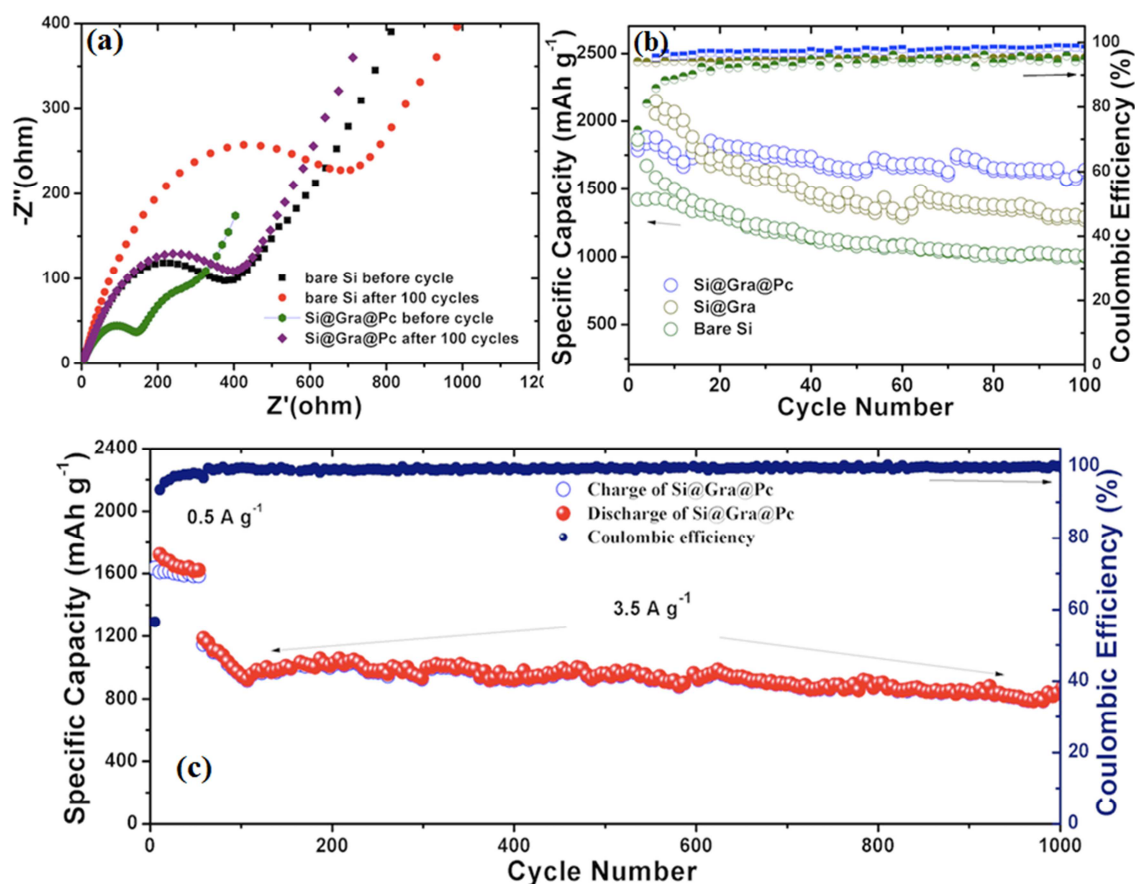 (a)
400
300
200
100
0
-Z''(ohm)
0 200 400 600 800 1000 120
Z'(ohm)
bare Si before cycle
bare Si after 100 cycles
Si@Gra@Pc before cycle
Si@Gra@Pc after 100 cycles
(b)
2500
2000
1500
1000
500
Specific Capacity (mAh g⁻¹)
100
80
60
40
20
0
Coulombic Efficiency (%)
Si@Gra@Pc
Si@Gra
Bare Si
0 20 40 60 80 100
Cycle Number
2400
2000
1600
1200
800
400
0
Specific Capacity (mAh g⁻¹)
0.5 A g⁻¹
Charge of Si@Gra@Pc
Discharge of Si@Gra@Pc
Coulombic efficiency
3.5 A g⁻¹
(c)
100
80
60
40
20
0
Coulombic Efficiency (%)
0 200 400 600 800 1000
Cycle Number